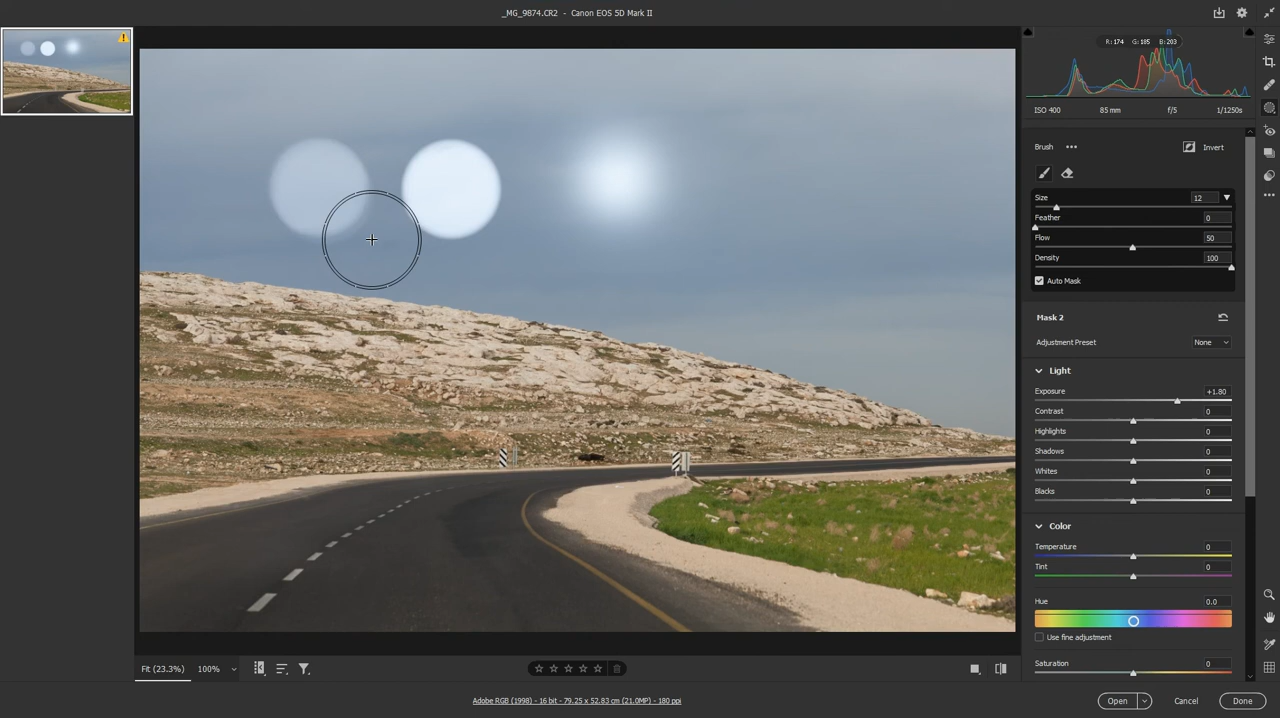 _MG_9874.CR2 - Canon EOS 5D Mark II
R: 174 G: 185 B: 203
ISO 400 85 mm f/5 1/1250s
Brush Invert
Size 12
Feather 0
Flow 50
Density 100
Auto Mask
Mask 2
Adjustment Preset None
Light
Exposure +1.80
Contrast 0
Highlights 0
Shadows 0
Whites 0
Blacks 0
Color
Temperature 0
Tint 0
Hue 0.0
Use fine adjustment
Saturation 0
Fit (23.3%) 100%
Adobe RGB (1998) - 16 bit - 79.25 x 52.83 cm (21.0MP) - 180 ppi
Open Cancel Done